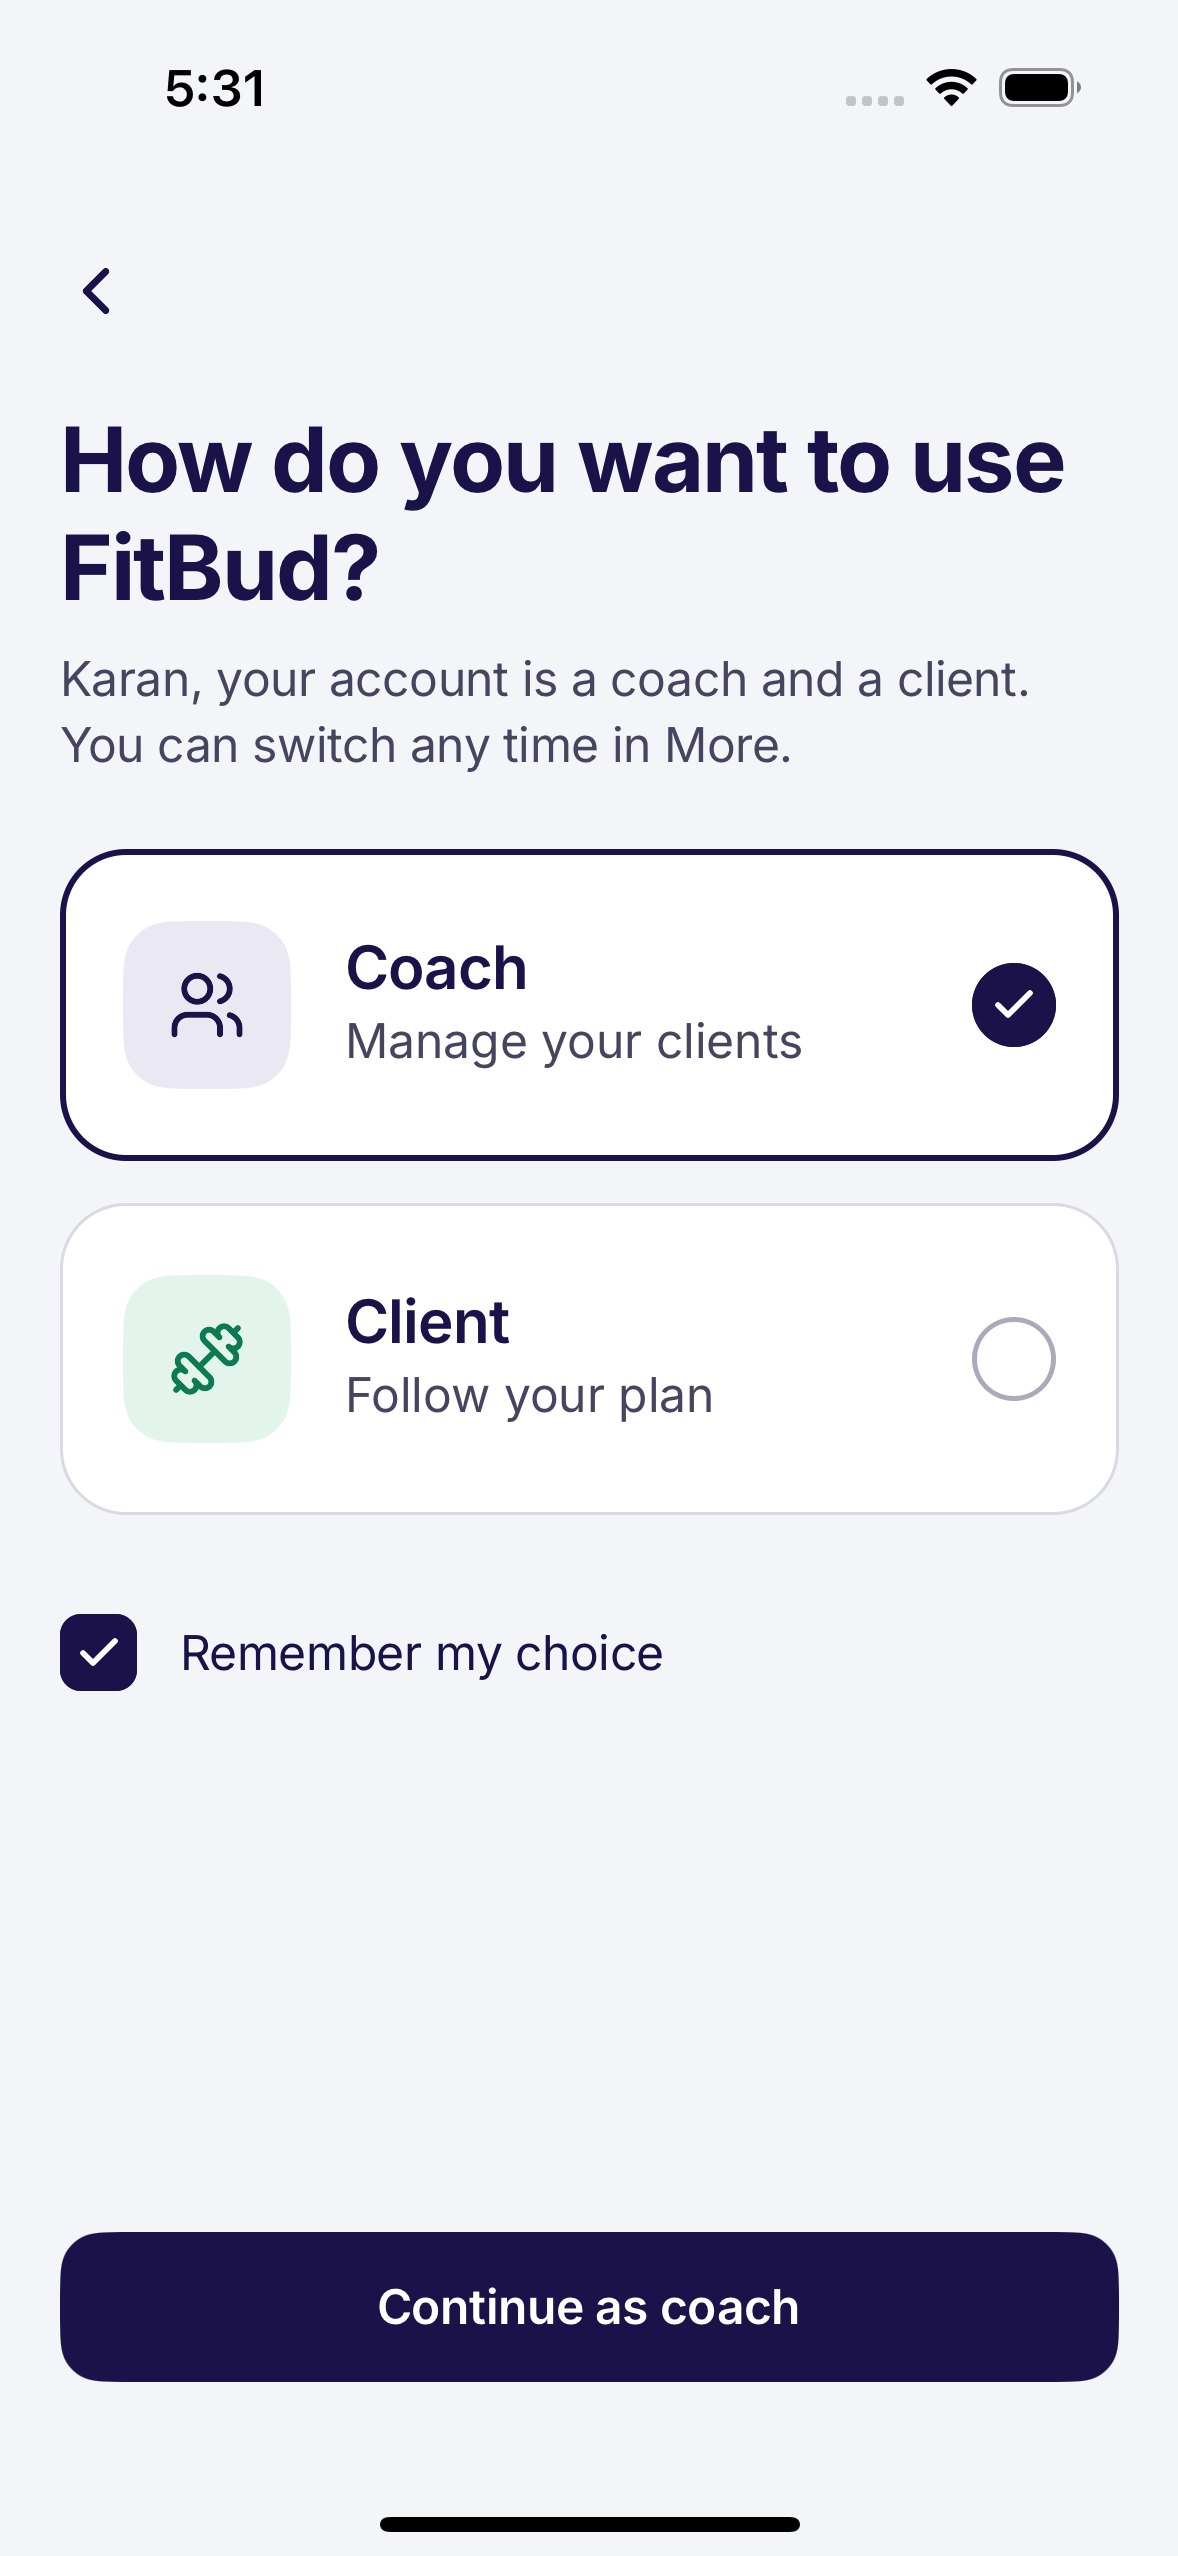 5:31
How do you want to use
FitBud?
Karan, your account is a coach and a client.
You can switch any time in More.
Coach
Manage your clients
Client
Follow your plan
Remember my choice
Continue as coach